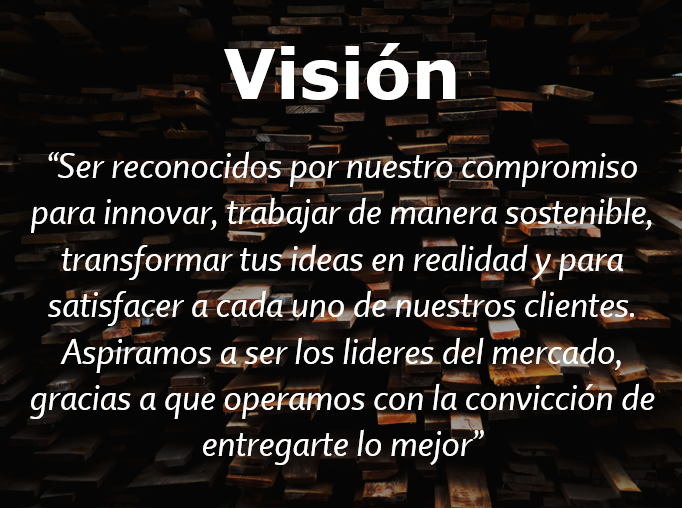 Visión
“Ser reconocidos por nuestro compromiso
para innovar, trabajar de manera sostenible,
transformar tus ideas en realidad y para
satisfacer a cada uno de nuestros clientes.
Aspiramos a ser los lideres del mercado,
gracias a que operamos con la convicción de
entregarte lo mejor”